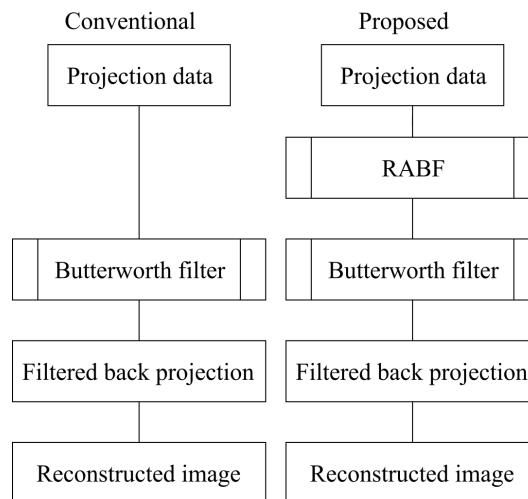 Conventional
Projection data
Butterworth filter
Filtered back projection
Reconstructed image
Proposed
Projection data
RABF
Butterworth filter
Filtered back projection
Reconstructed image